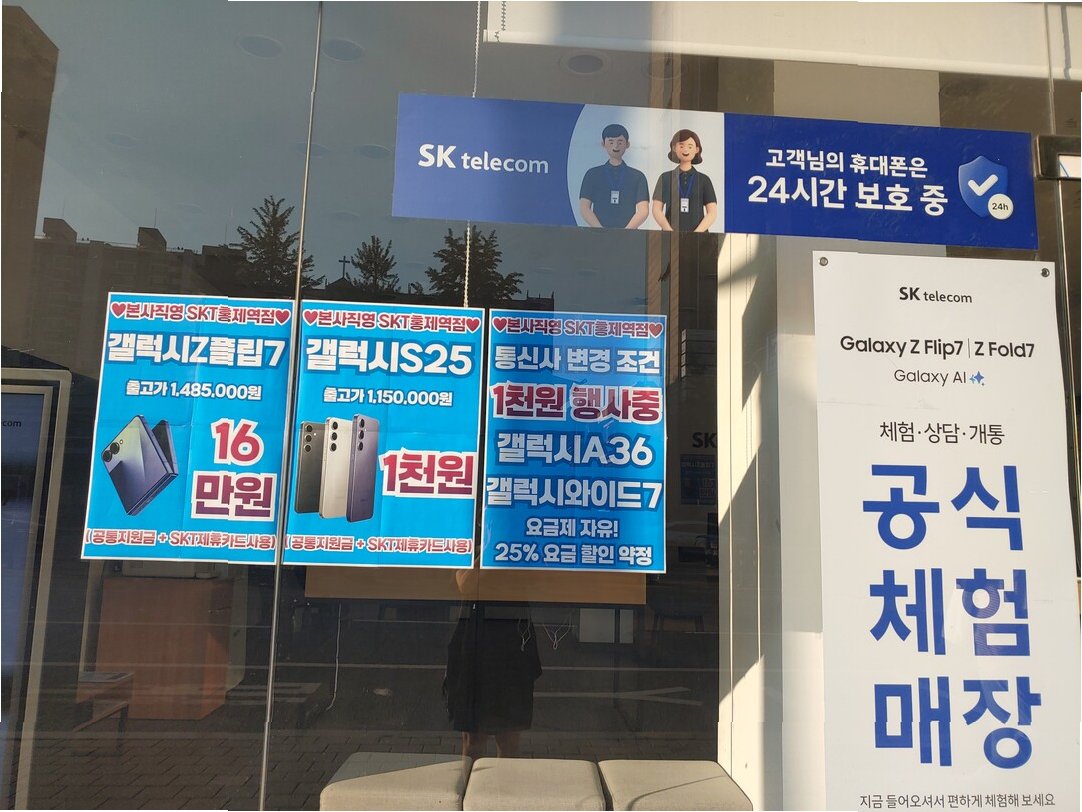 SK telecom
고객님의 휴대폰은
24시간 보호 중
24h
♥본사직영 SKT홍제역점♥
갤럭시Z플립7
출고가 1,485,000원
16
만원
(공통지원금 + SKT제휴카드사용)
♥본사직영 SKT홍제역점♥
갤럭시S25
출고가 1,150,000원
1천원
(공통지원금 + SKT제휴카드사용)
♥본사직영 SKT홍제역점♥
통신사 변경 조건
1천원 행사중
갤럭시A36
갤럭시와이드7
요금제 자유!
25% 요금 할인 약정
SK telecom
Galaxy Z Flip7 | Z Fold7
Galaxy AI
체험·상담·개통
공식
체험
매장
지금 들어오셔서 편하게 체험해 보세요
com
SK